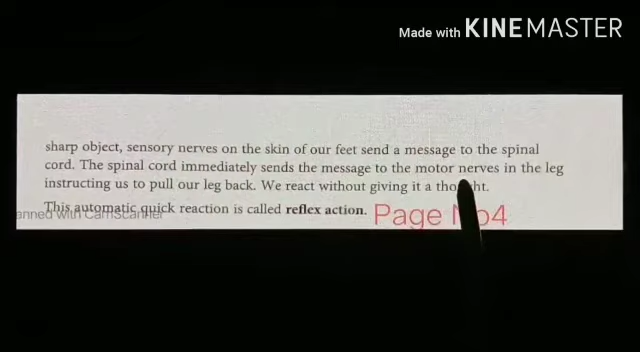 Made with KINEMASTER
sharp object, sensory nerves on the skin of our feet send a message to the spinal
cord. The spinal cord immediately sends the message to the motor nerves in the leg
instructing us to pull our leg back. We react without giving it a thought.
This automatic quick reaction is called reflex action. Page No4
anned with CamScanner